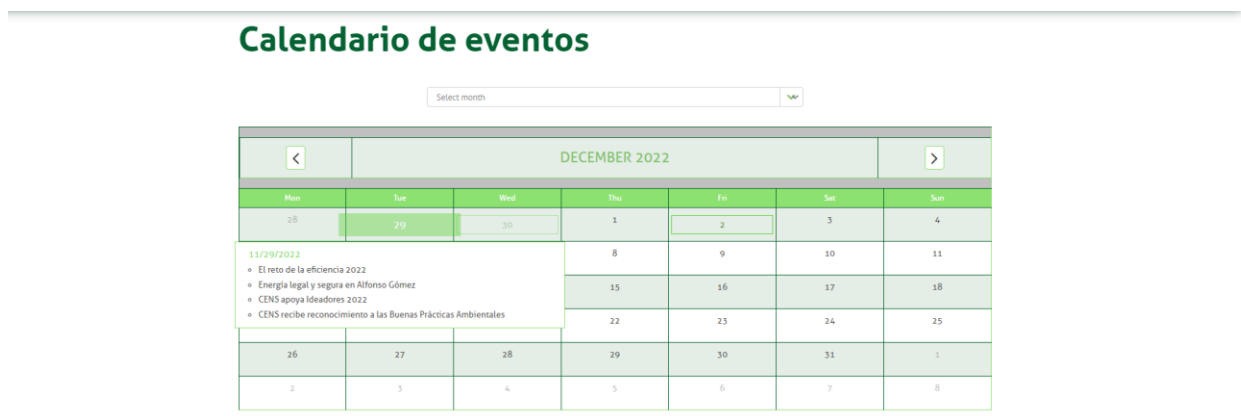 Calendario de eventos
Select month
DECEMBER 2022
Mon Tue Wed Thu Fri Sat Sun
28 29 30 1 2 3 4
11/29/2022
El reto de la eficiencia 2022
Energía legal y segura en Alfonso Gómez
CENS apoya Ideadores 2022
CENS recibe reconocimiento a las Buenas Prácticas Ambientales
8 9 10 11
15 16 17 18
22 23 24 25
26 27 28 29 30 31 1
2 3 4 5 6 7 8